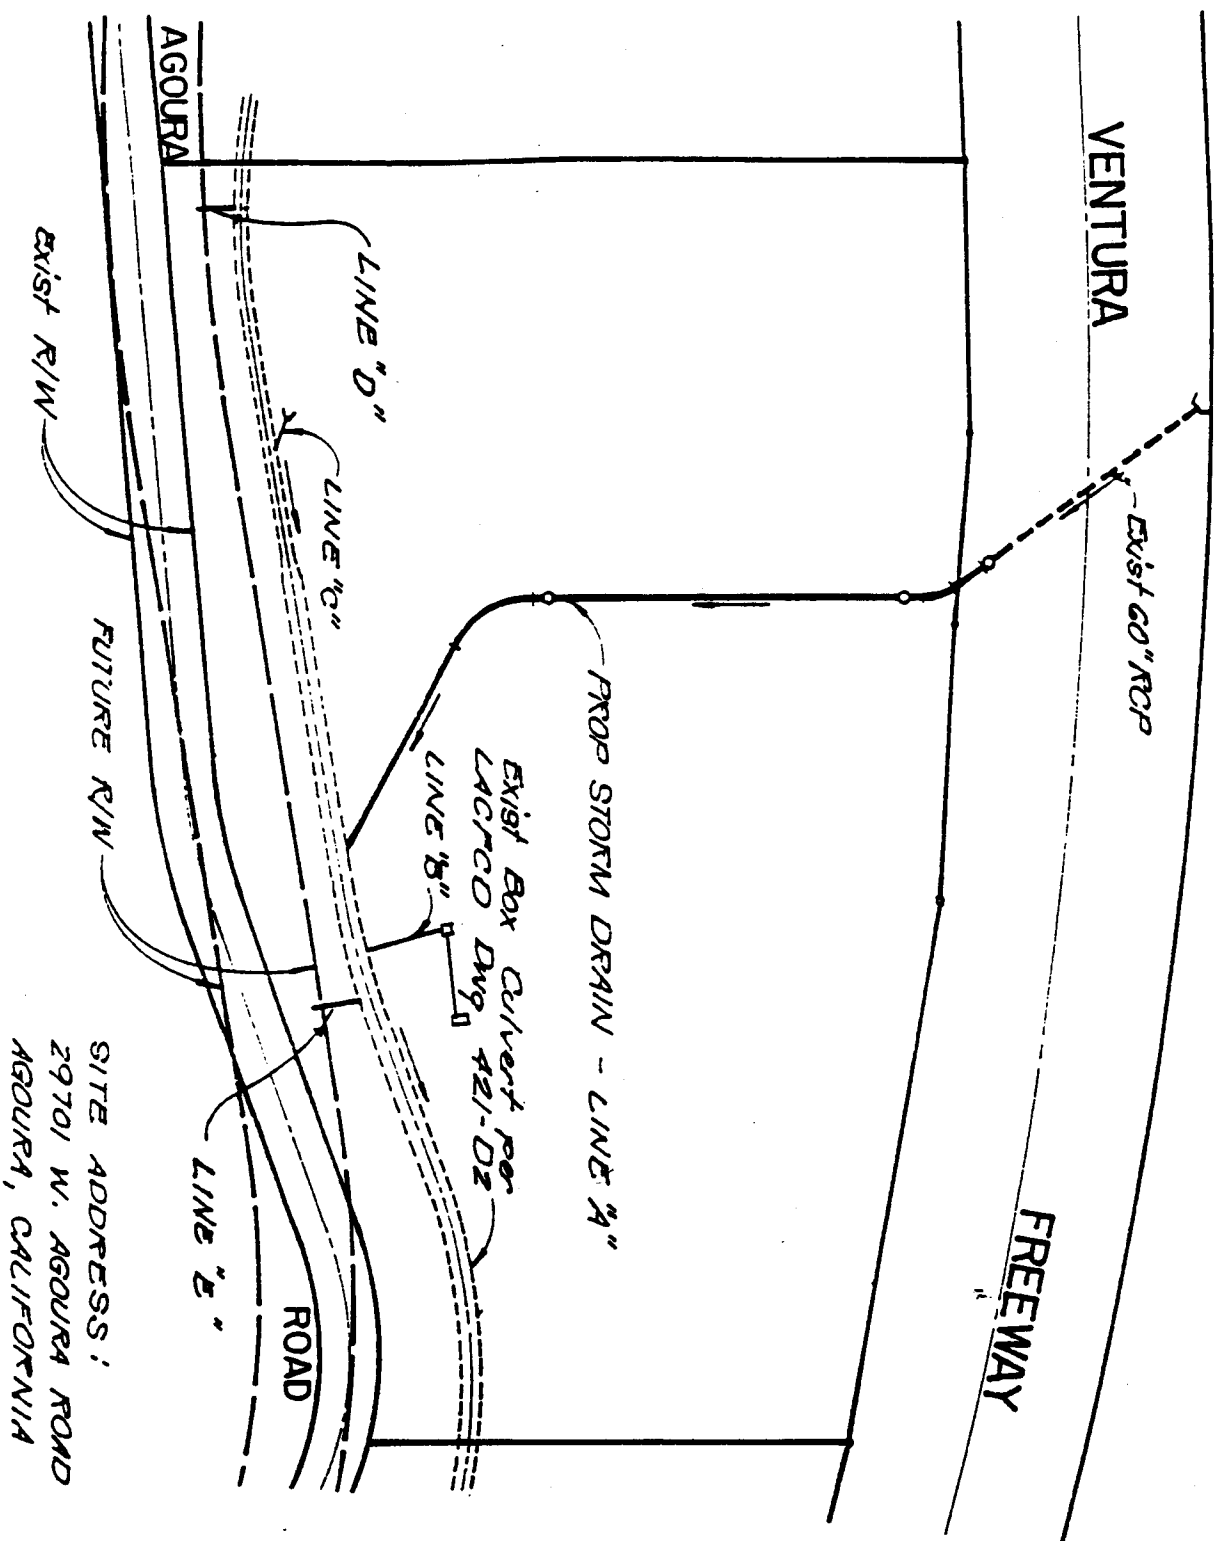 VENTURA
FREEWAY
Exist 60" RCP
PROP STORM DRAIN - LINE "A"
Exist Box Culvert per
LACFCD Dwg 421-D2
LINE "B"
LINE "D"
LINE "C"
AGOURA
ROAD
Exist R/W
FUTURE R/W
LINE "E"
SITE ADDRESS:
29701 W. AGOURA ROAD
AGOURA, CALIFORNIA